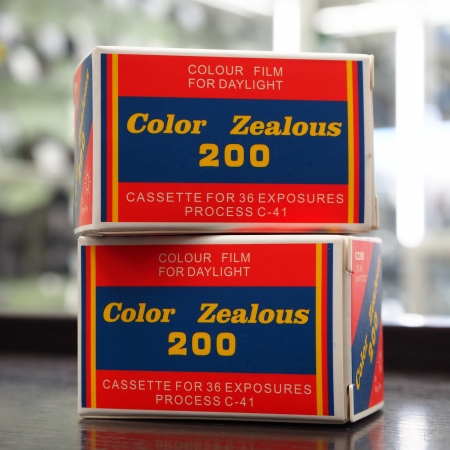 COLOUR FILM
FOR DAYLIGHT
Color Zealous
200
CASSETTE FOR 36 EXPOSURES
PROCESS C-41
COLOUR FILM
FOR DAYLIGHT
Color Zealous
200
CASSETTE FOR 36 EXPOSURES
PROCESS C-41